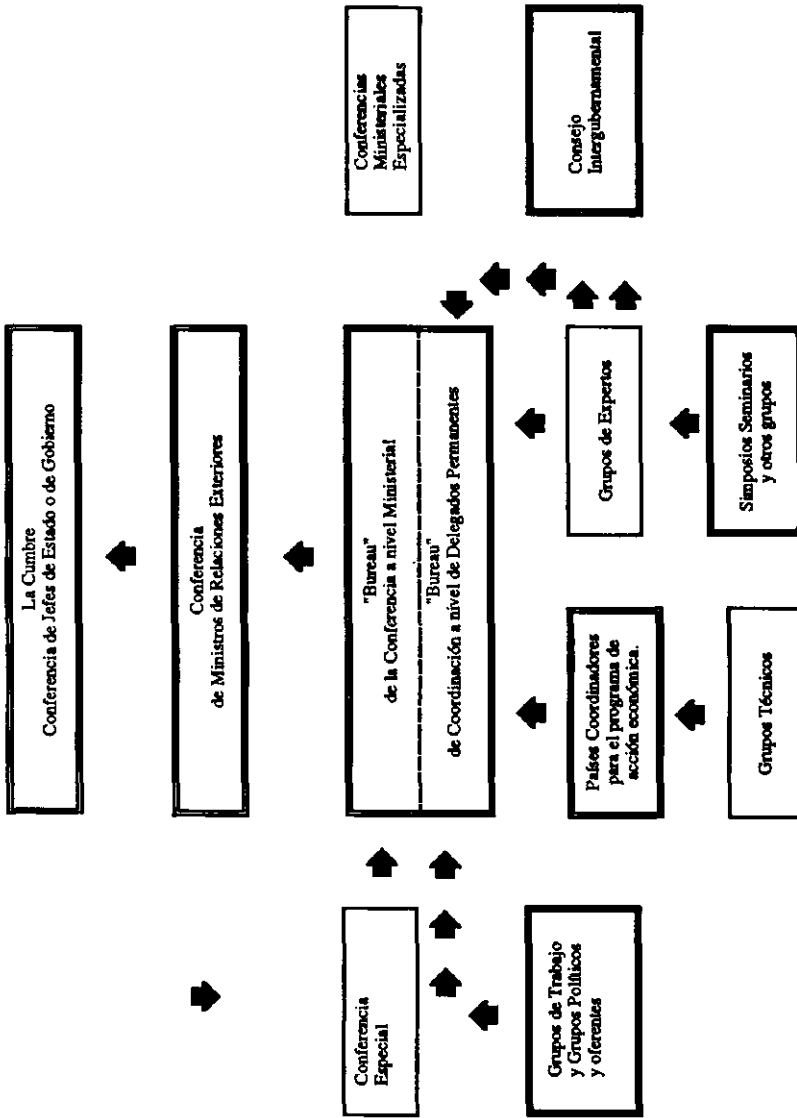 La Cumbre
Conferencia de Jefes de Estado o de Gobierno
Conferencia
de Ministros de Relaciones Exteriores
Conferencia
Especial
"Bureau"
de la Conferencia a nivel Ministerial
"Bureau"
de Coordinación a nivel de Delegados Permanentes
Conferencias
Ministeriales
Especializadas
Grupos de Trabajo
y Grupos Políticos
y oferentes
Países Coordinadores
para el programa de
acción económica.
Grupos de Expertos
Consejo
Intergubernamental
Grupos Técnicos
Simposios Seminarios
y otros grupos